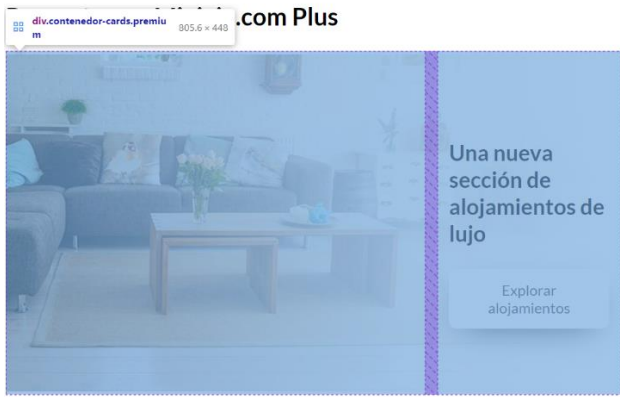 .com Plus
div.contenedor-cards.premiu
m
805.6 × 448
Una nueva
sección de
alojamientos de
lujo
Explorar
alojamientos